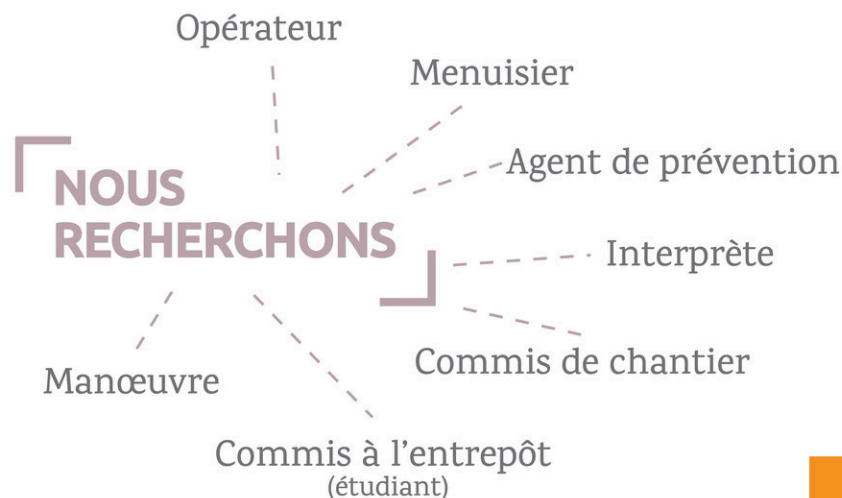 Opérateur
Menuisier
Agent de prévention
NOUS
RECHERCHONS
Interprète
Commis de chantier
Manœuvre
Commis à l’entrepôt
(étudiant)